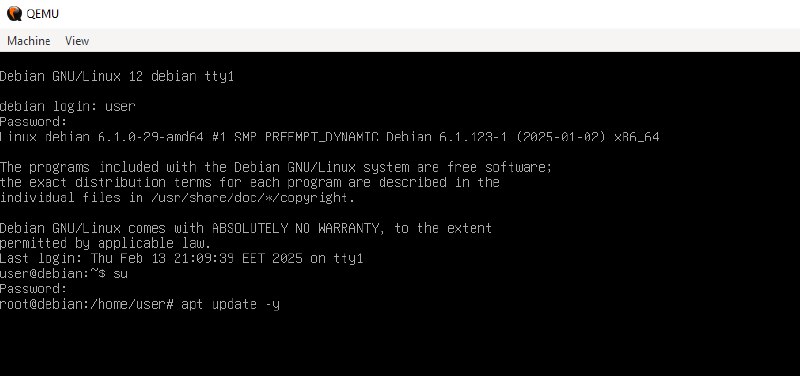 QEMU
Machine View
Debian GNU/Linux 12 debian tty1
debian login: user
Password:
Linux debian 6.1.0-29-amd64 #1 SMP PREEMPT_DYNAMIC Debian 6.1.123-1 (2025-01-02) x86_64
The programs included with the Debian GNU/Linux system are free software;
the exact distribution terms for each program are described in the
individual files in /usr/share/doc/*/copyright.
Debian GNU/Linux comes with ABSOLUTELY NO WARRANTY, to the extent
permitted by applicable law.
Last login: Thu Feb 13 21:09:39 EET 2025 on tty1
user@debian:~$ su
Password:
root@debian:/home/user# apt update -y